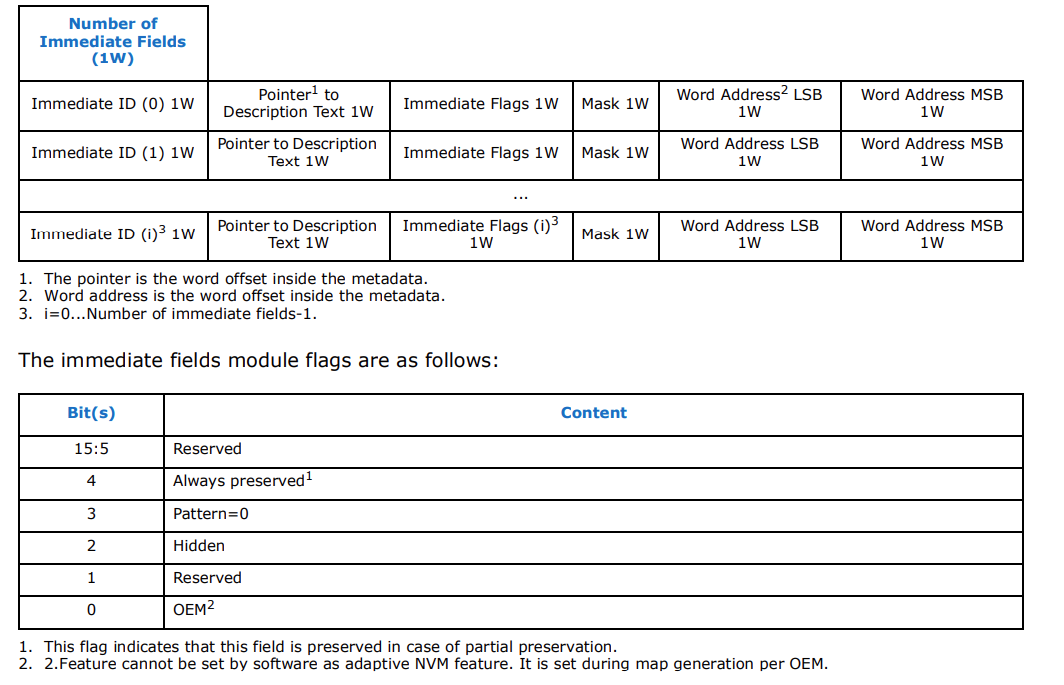 Number of
Immediate Fields
(1W)
Immediate ID (0) 1W
Pointer1 to
Description Text 1W
Immediate Flags 1W
Mask 1W
Word Address2 LSB
1W
Word Address MSB
1W
Immediate ID (1) 1W
Pointer to Description
Text 1W
Immediate Flags 1W
Mask 1W
Word Address LSB
1W
Word Address MSB
1W
...
Immediate ID (i)3 1W
Pointer to Description
Text 1W
Immediate Flags (i)3
1W
Mask 1W
Word Address LSB
1W
Word Address MSB
1W
1. The pointer is the word offset inside the metadata.
2. Word address is the word offset inside the metadata.
3. i=0...Number of immediate fields-1.
The immediate fields module flags are as follows:
Bit(s) Content
15:5 Reserved
4 Always preserved1
3 Pattern=0
2 Hidden
1 Reserved
0 OEM2
1. This flag indicates that this field is preserved in case of partial preservation.
2. 2.Feature cannot be set by software as adaptive NVM feature. It is set during map generation per OEM.